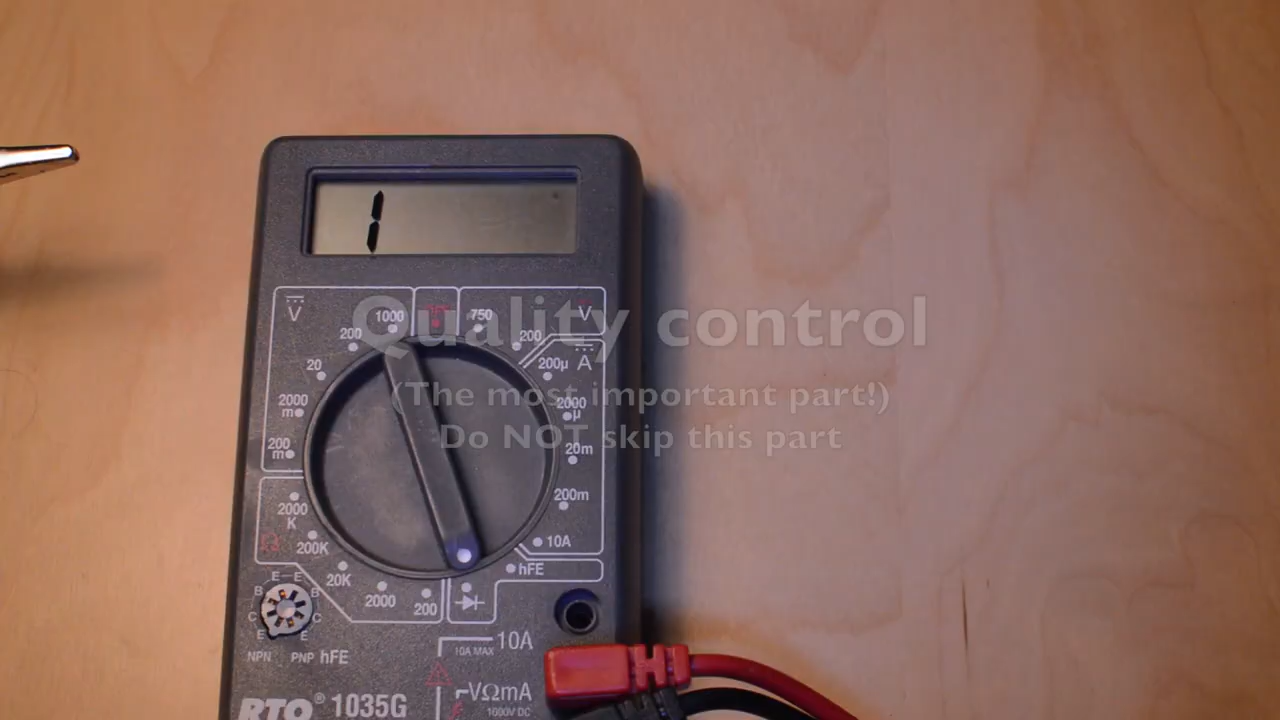 1
V
1000
OFF
750
V
200
200
200µ
A
20
2000
m
2000
µ
200
m
20m
200m
2000
K
200K
10A
hFE
20K
2000
200
E E
B B
C C
E E
NPN PNP hFE
10A
10A MAX
VΩmA
1000V DC
RTO® 1035G
Quality control
(The most important part!)
Do NOT skip this part